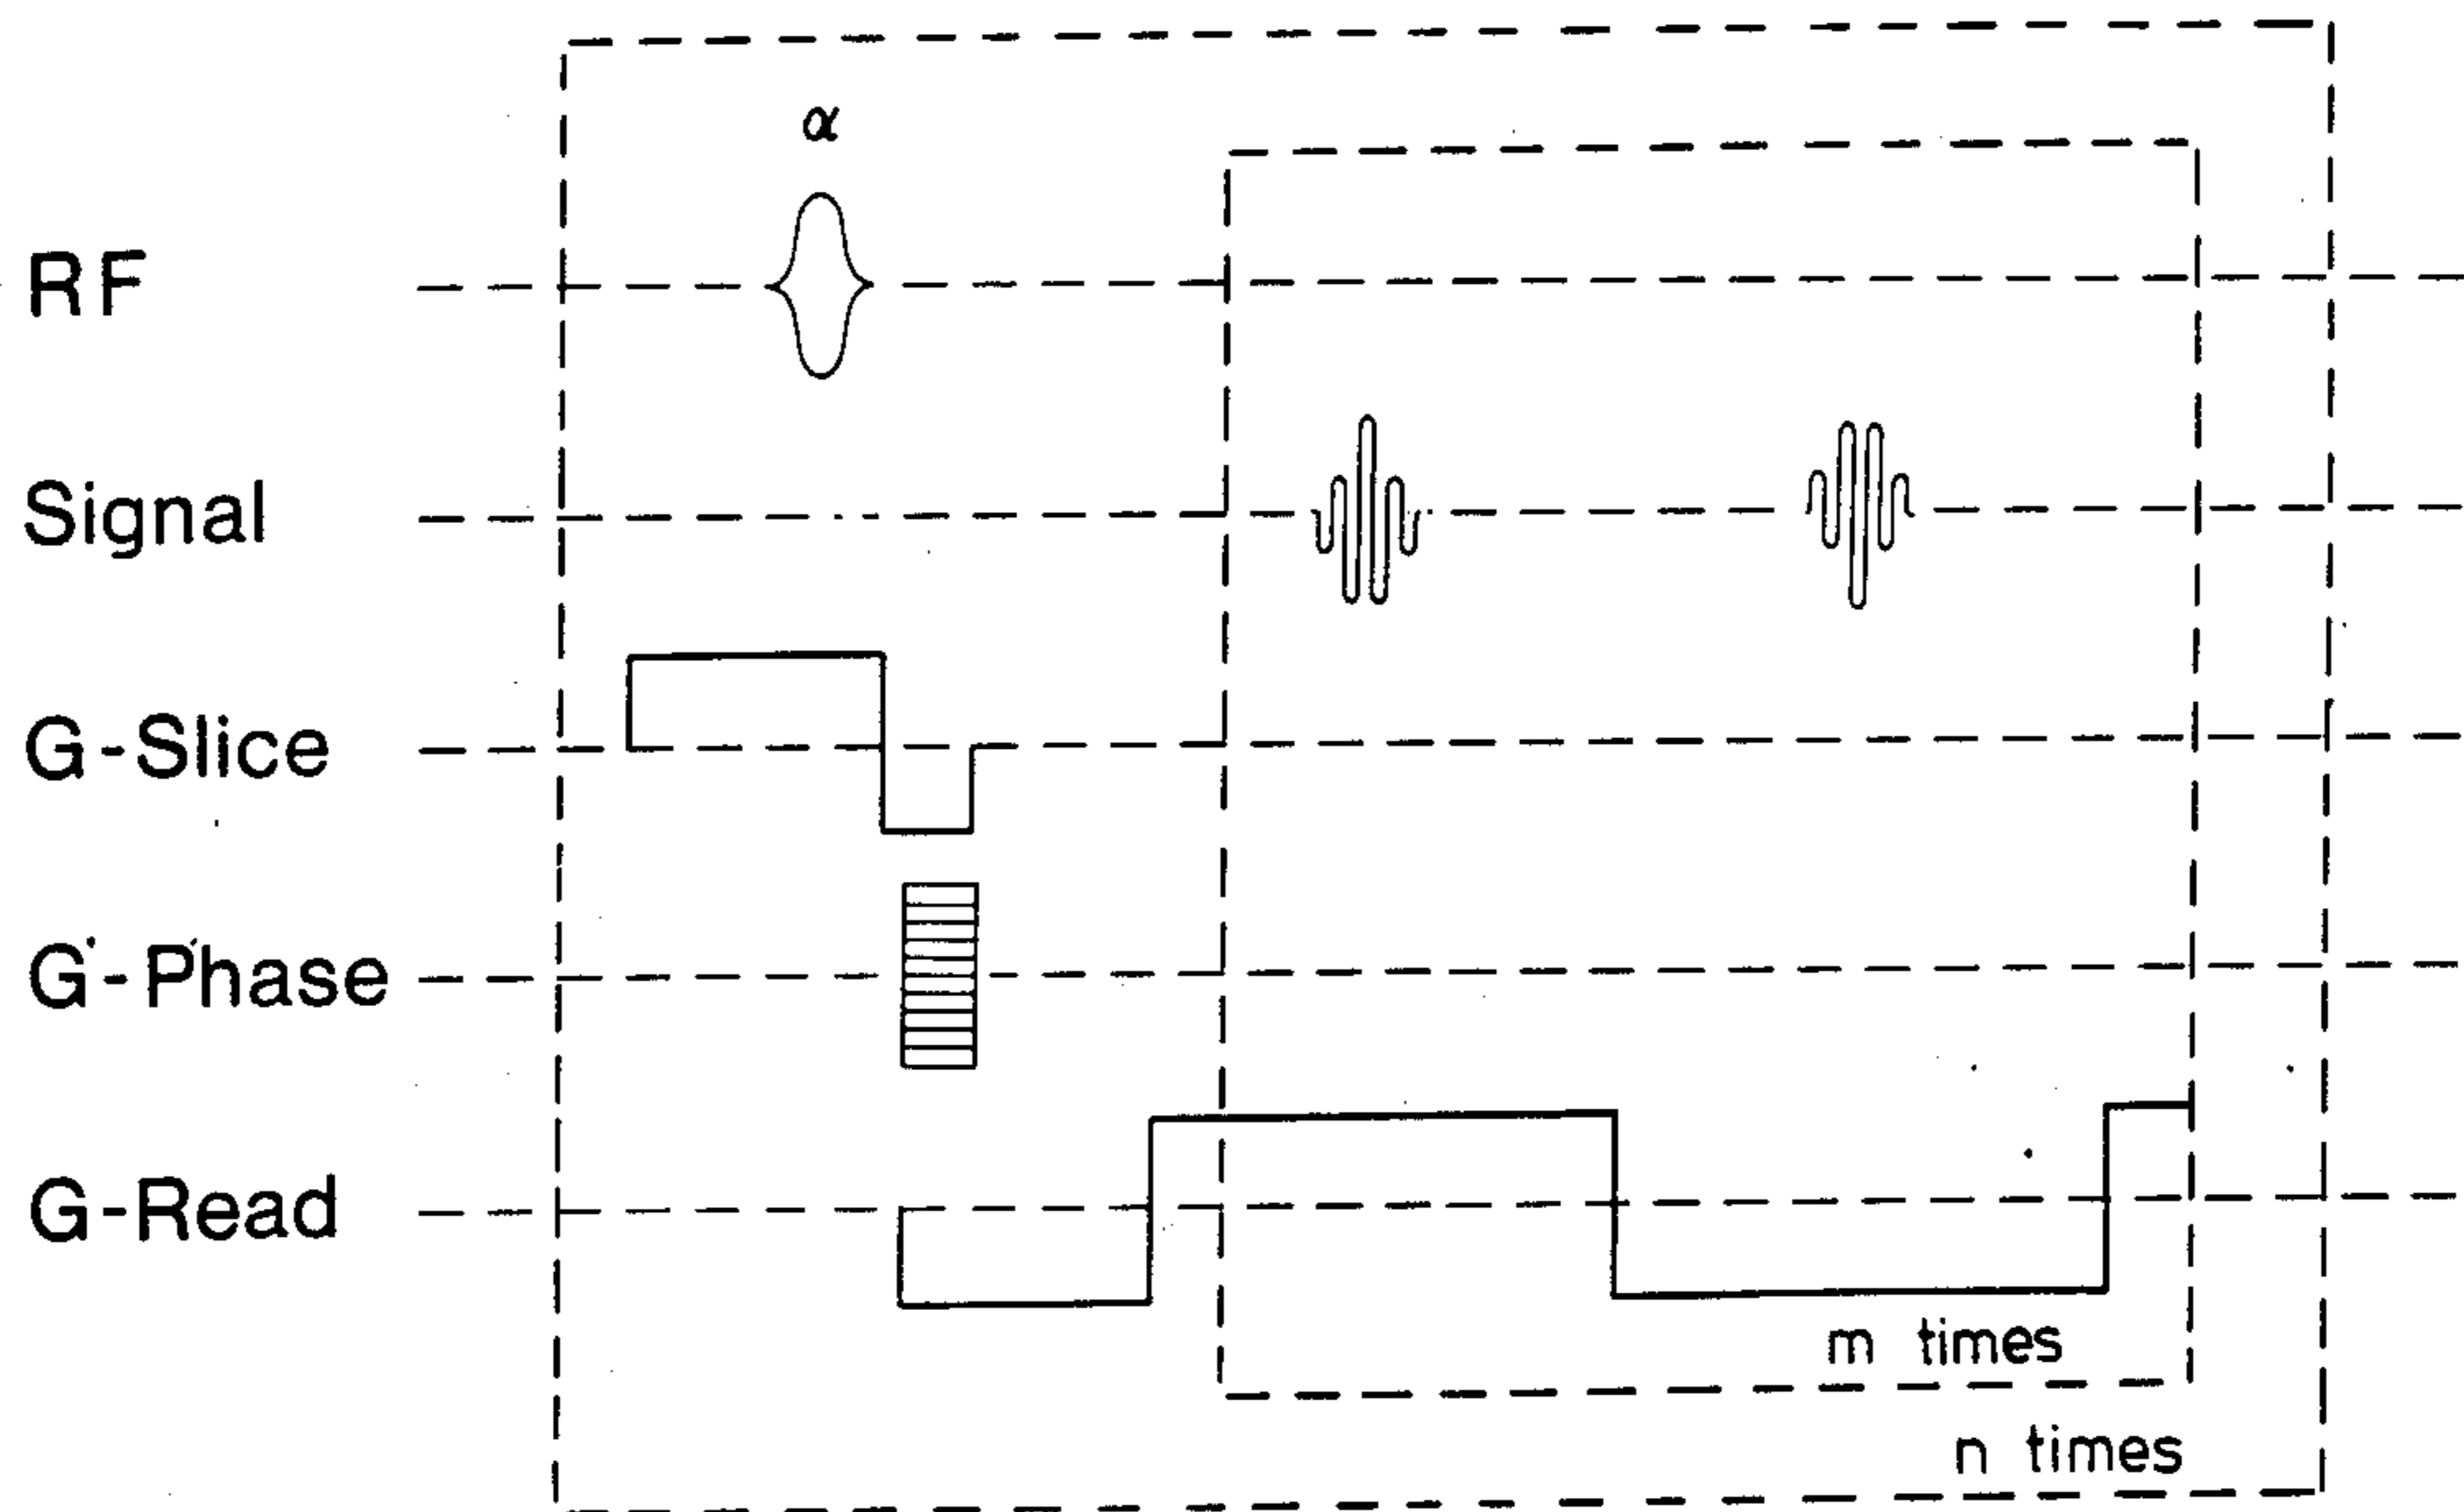 α
RF
Signal
G-Slice
G-Phase
G-Read
m times
n times